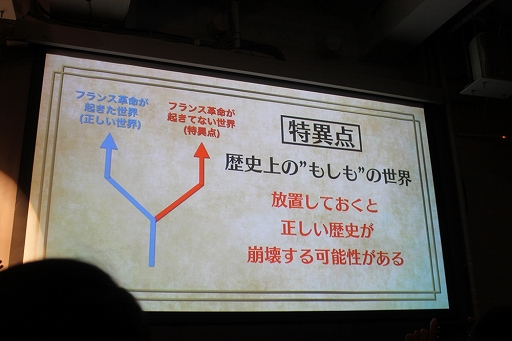 フランス革命が
起きた世界
(正しい世界)
フランス革命が
起きてない世界
(特異点)
特異点
歴史上の"もしも"の世界
放置しておくと
正しい歴史が
崩壊する可能性がある